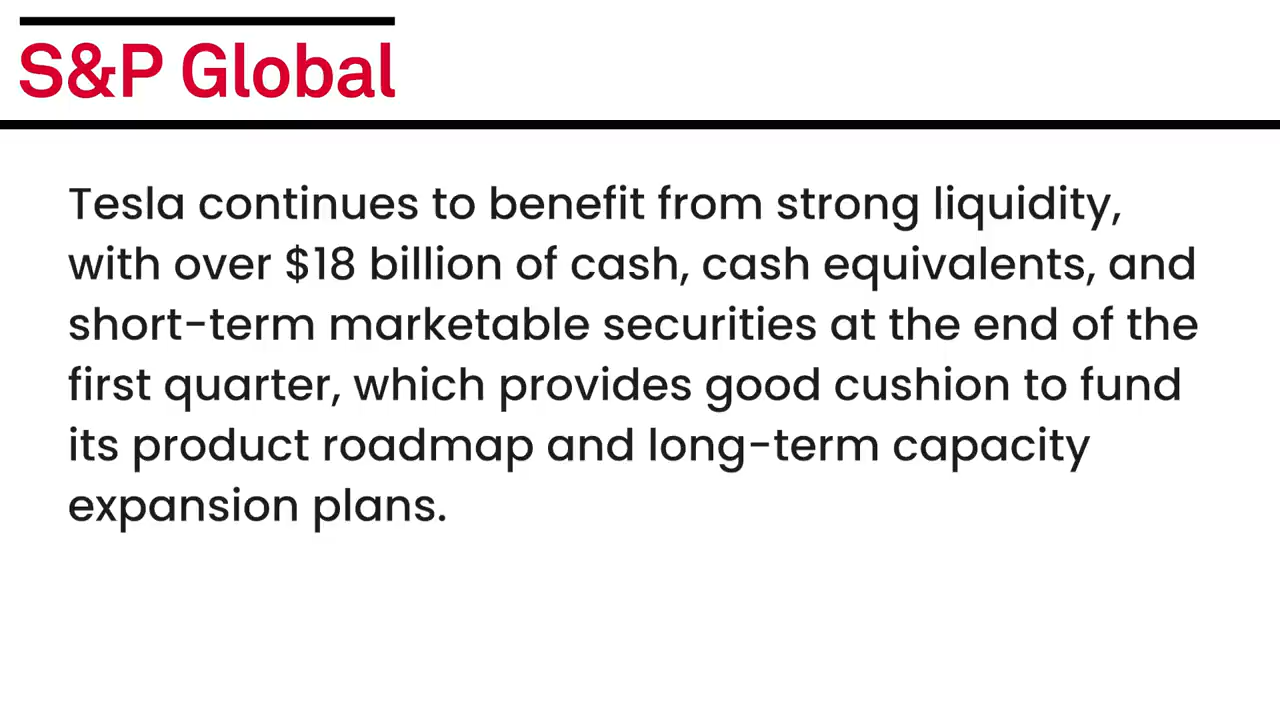 S&P Global
Tesla continues to benefit from strong liquidity,
with over $18 billion of cash, cash equivalents, and
short-term marketable securities at the end of the
first quarter, which provides good cushion to fund
its product roadmap and long-term capacity
expansion plans.